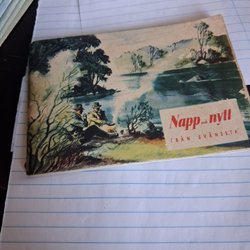 Napp och nytt
FRÅN SVÄNGSTA